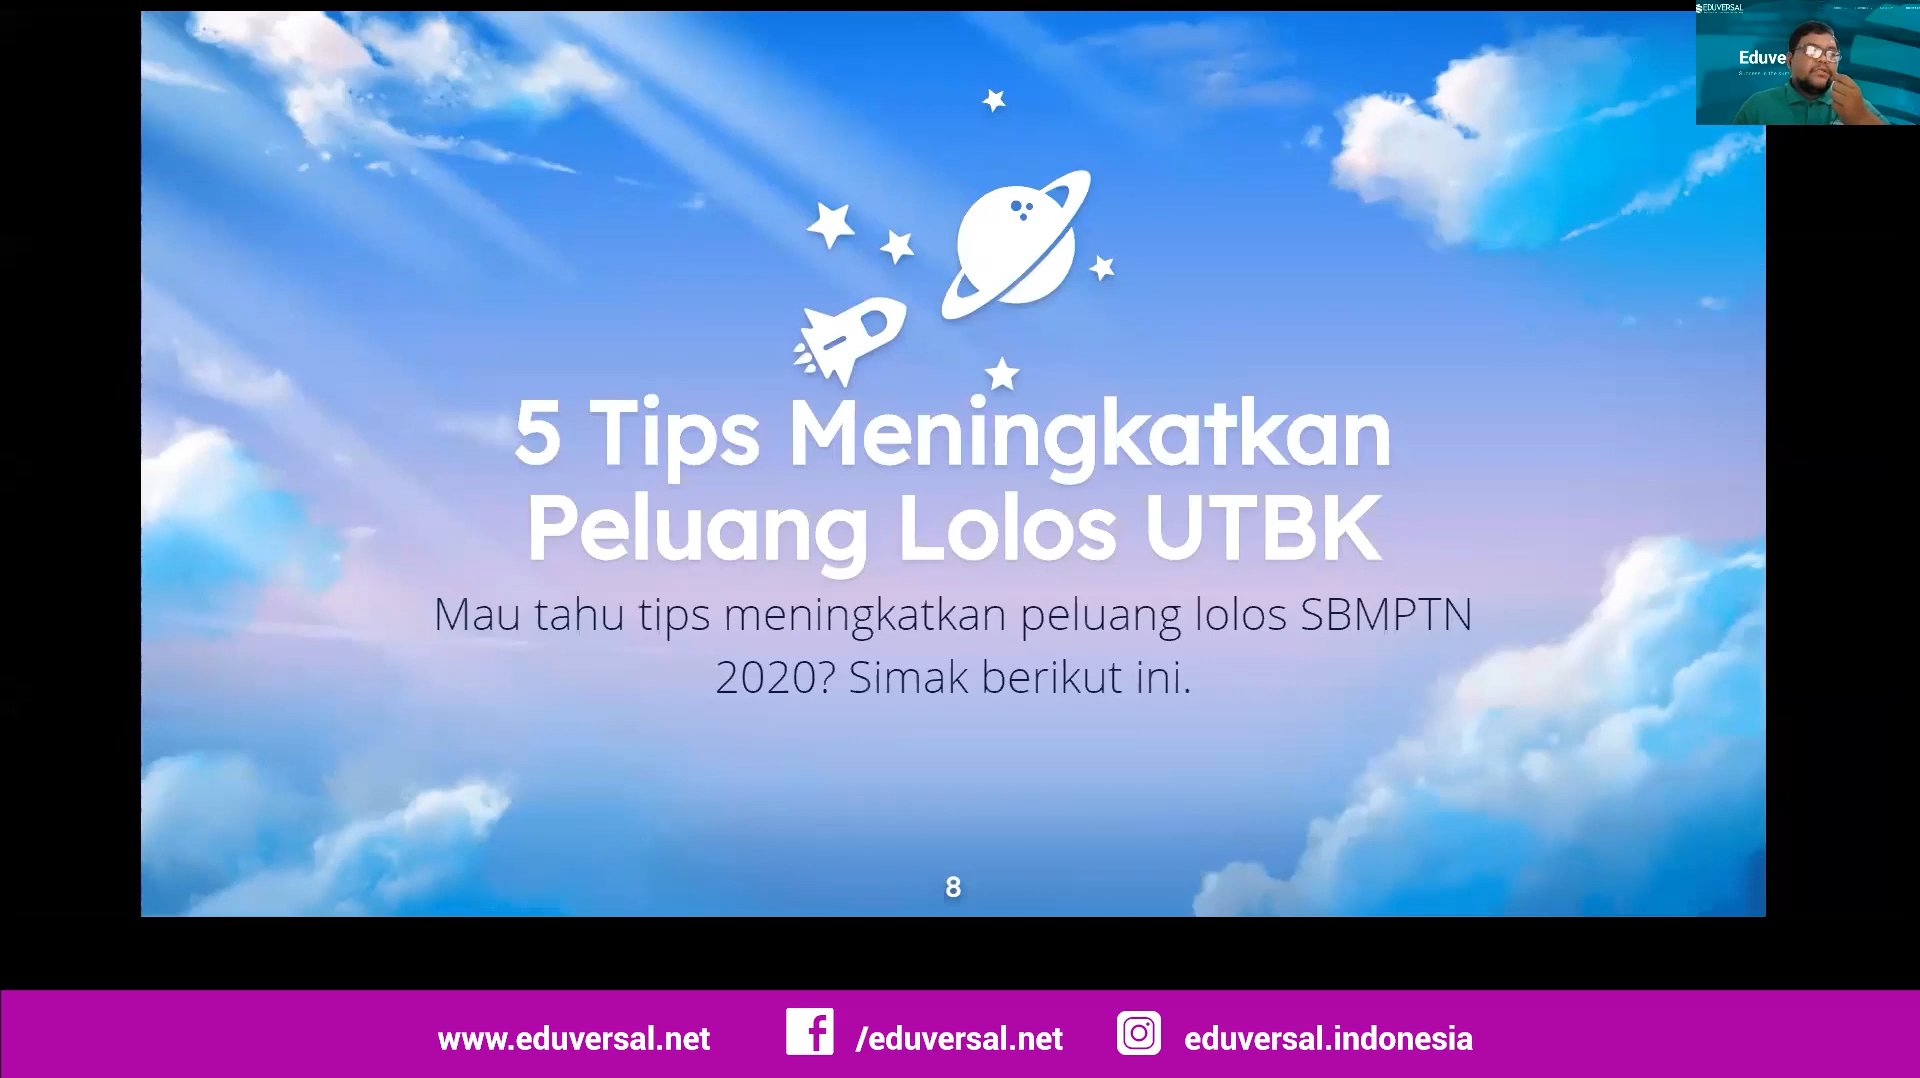 EDUVERSAL
Eduve
5 Tips Meningkatkan
Peluang Lolos UTBK
Mau tahu tips meningkatkan peluang lolos SBMPTN
2020? Simak berikut ini.
8
www.eduversal.net
/eduversal.net
eduversal.indonesia